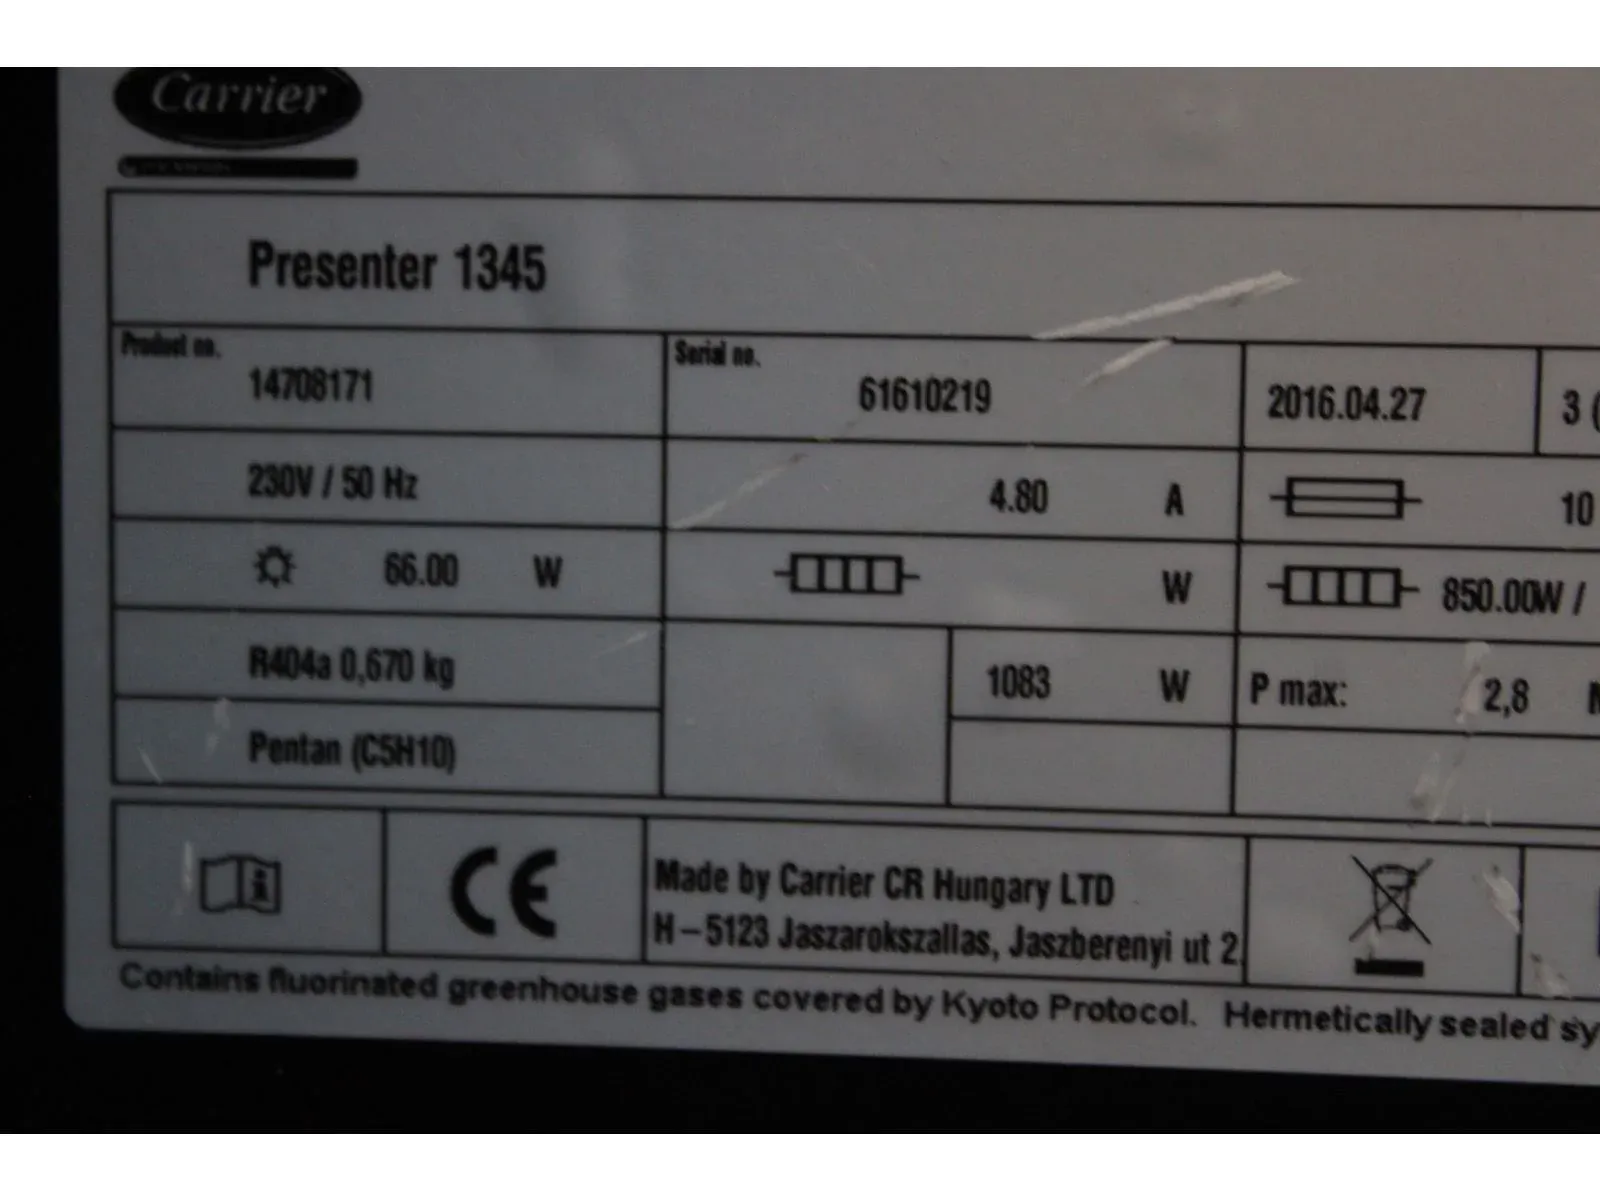 Carrier
Presenter 1345
Product no.
14708171
Serial no.
61610219
2016.04.27
3 (
230V / 50 Hz
4.80 A
10
66.00 W
W
850.00W /
R404a 0,670 kg
1083 W
P max: 2,8
Pentan (C5H10)
CE
Made by Carrier CR Hungary LTD
H-5123 Jaszarokszallas, Jaszberenyi ut 2.
Contains fluorinated greenhouse gases covered by Kyoto Protocol. Hermetically sealed sy